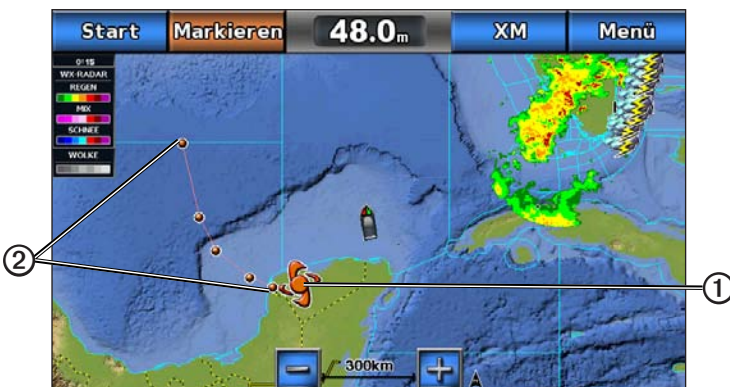 Start Markieren 48.0m XM Menü
0:15
WX-RADAR
REGEN
MIX
SCHNEE
WOLKE
②
①
300km